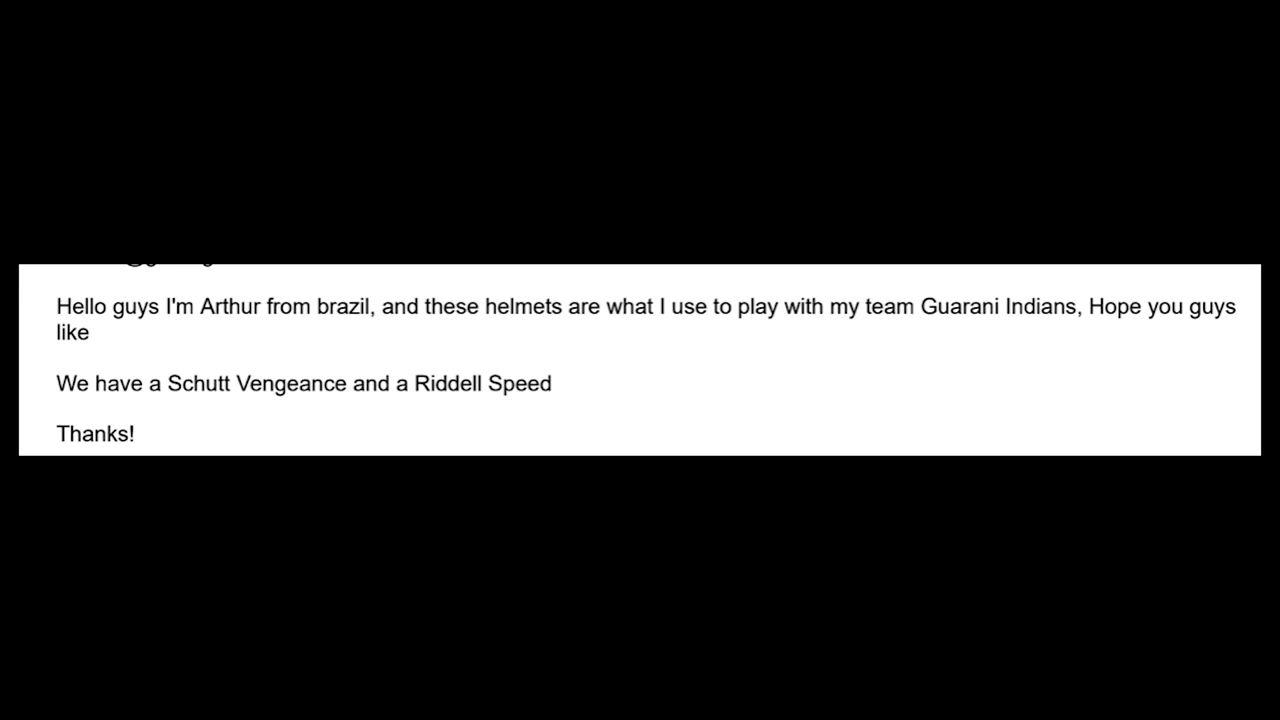 Hello guys I'm Arthur from brazil, and these helmets are what I use to play with my team Guarani Indians, Hope you guys
like
We have a Schutt Vengeance and a Riddell Speed
Thanks!